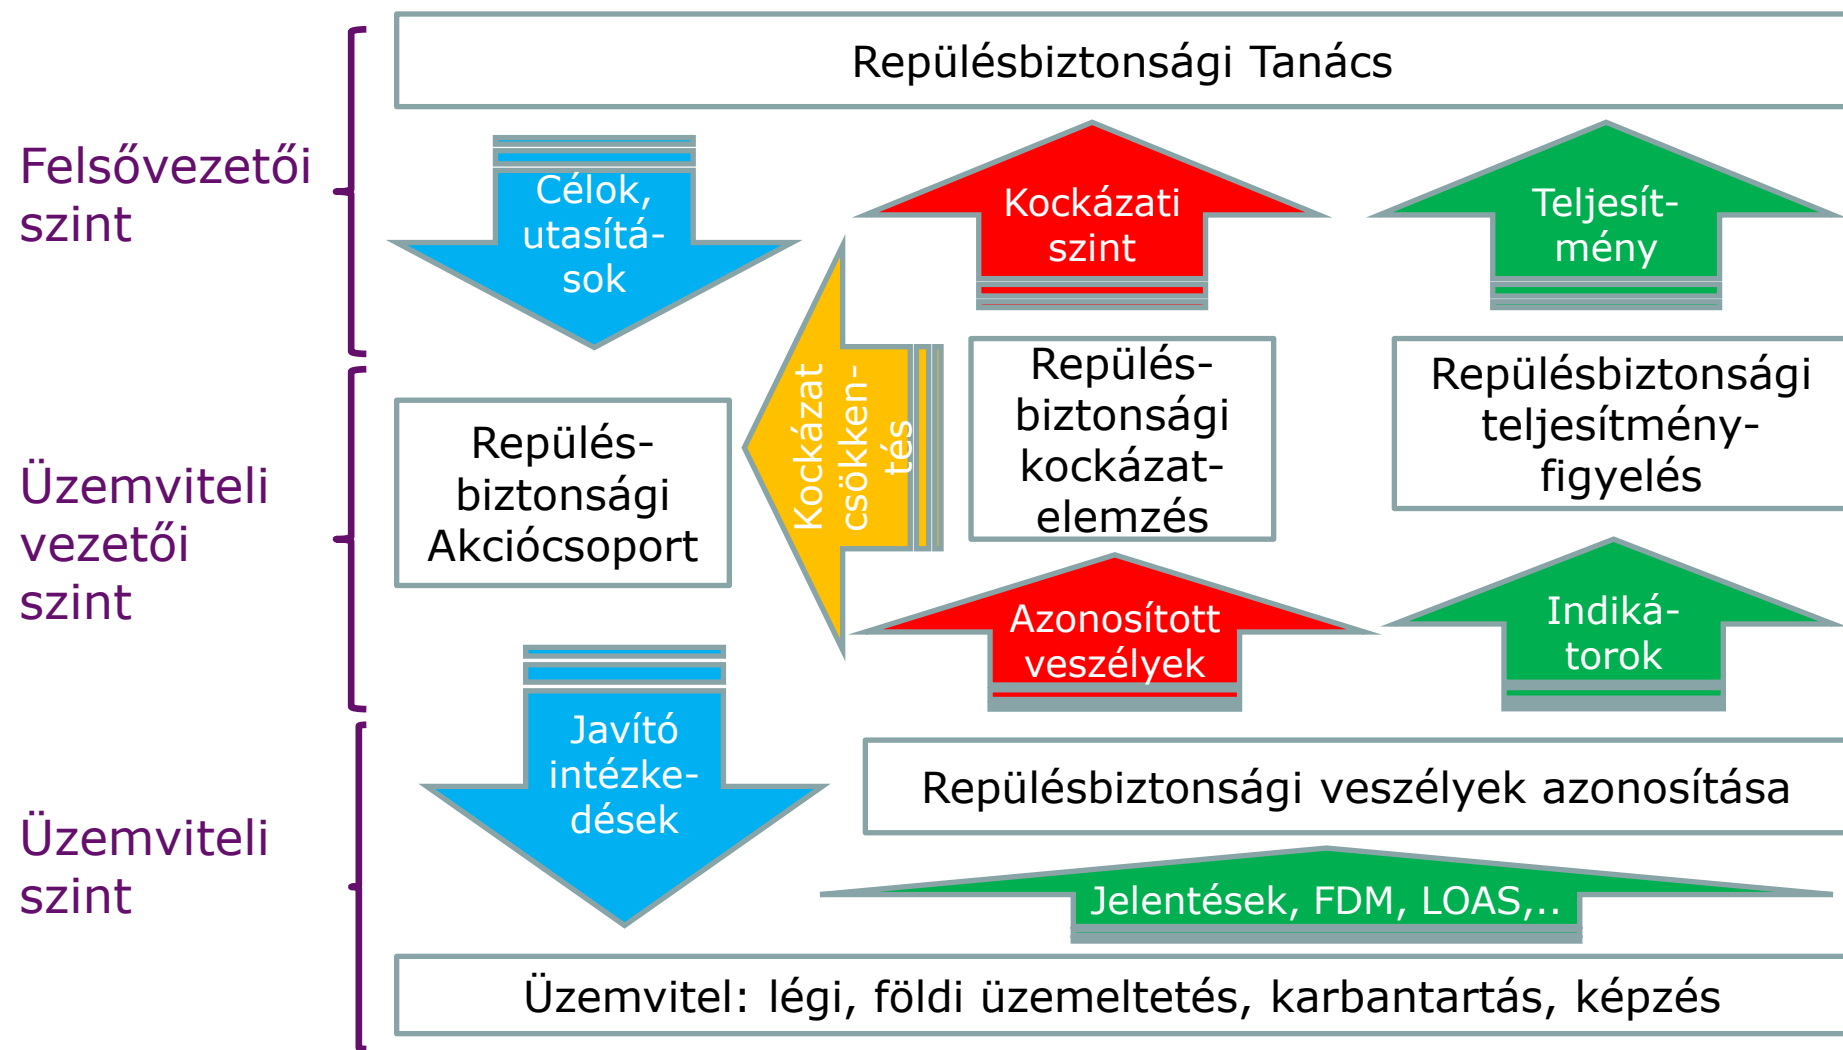 Repülésbiztonsági Tanács
Felsővezetői
szint
Célok,
utasítá-
sok
Kockázati
szint
Teljesít-
mény
Üzemviteli
vezetői
szint
Repülés-
biztonsági
Akciócsoport
Kockázat
csökken-
tés
Repülés-
biztonsági
kockázat-
elemzés
Repülésbiztonsági
teljesítmény-
figyelés
Azonosított
veszélyek
Indiká-
torok
Üzemviteli
szint
Javító
intézke-
dések
Repülésbiztonsági veszélyek azonosítása
Jelentések, FDM, LOAS,..
Üzemvitel: légi, földi üzemeltetés, karbantartás, képzés